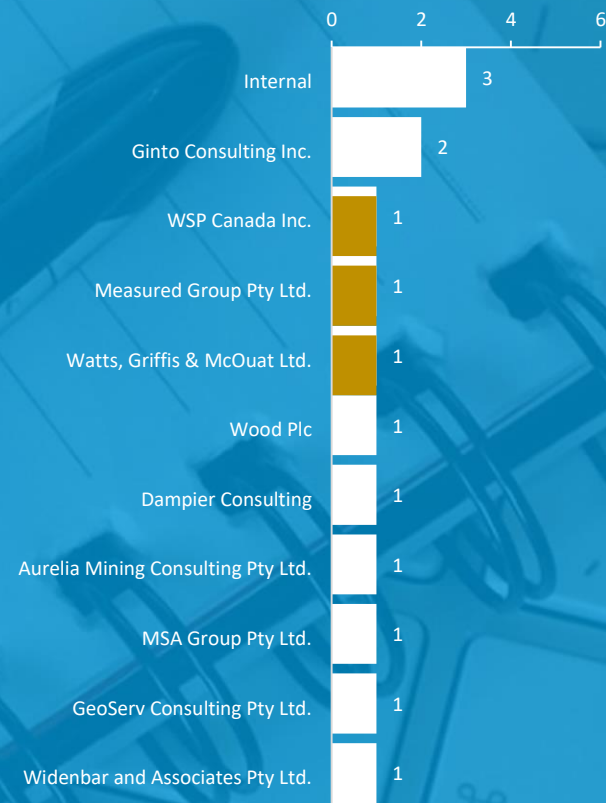 0 2 4 6
Internal 3
Ginto Consulting Inc. 2
WSP Canada Inc. 1
Measured Group Pty Ltd. 1
Watts, Griffis & McOuat Ltd. 1
Wood Plc 1
Dampier Consulting 1
Aurelia Mining Consulting Pty Ltd. 1
MSA Group Pty Ltd. 1
GeoServ Consulting Pty Ltd. 1
Widenbar and Associates Pty Ltd. 1